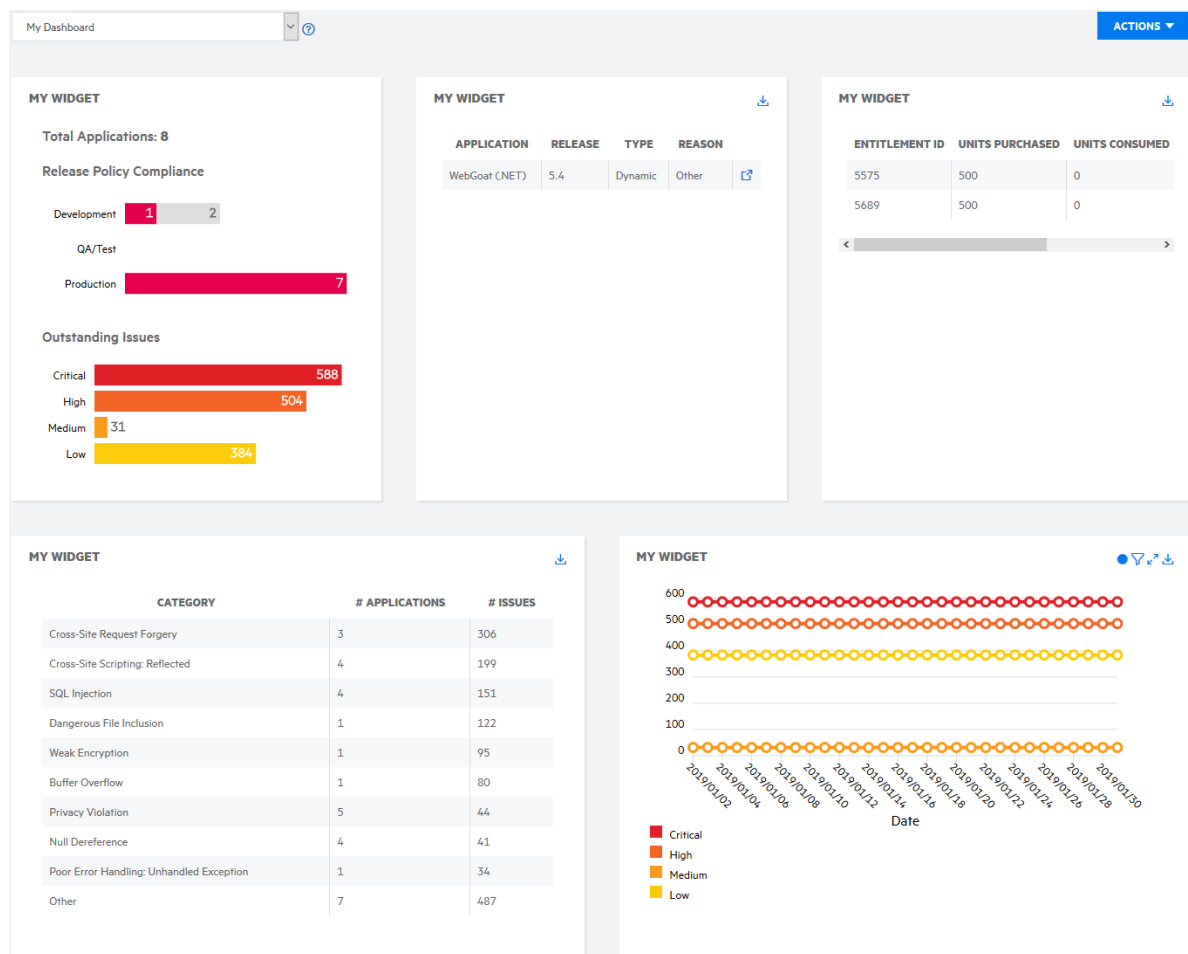 My Dashboard
ACTIONS
MY WIDGET
Total Applications: 8
Release Policy Compliance
Development 1 2
QA/Test
Production 7
Outstanding Issues
Critical 588
High 504
Medium 31
Low 384
MY WIDGET
APPLICATION RELEASE TYPE REASON
WebGoat (.NET) 5.4 Dynamic Other
MY WIDGET
ENTITLEMENT ID UNITS PURCHASED UNITS CONSUMED
5575 500 0
5689 500 0
MY WIDGET
CATEGORY # APPLICATIONS # ISSUES
Cross-Site Request Forgery 3 306
Cross-Site Scripting: Reflected 4 199
SQL Injection 4 151
Dangerous File Inclusion 1 122
Weak Encryption 1 95
Buffer Overflow 1 80
Privacy Violation 5 44
Null Dereference 4 41
Poor Error Handling: Unhandled Exception 1 34
Other 7 487
MY WIDGET
600
500
400
300
200
100
0
2019/01/02 2019/01/04 2019/01/06 2019/01/08 2019/01/10 2019/01/12 2019/01/14 2019/01/16 2019/01/18 2019/01/20 2019/01/22 2019/01/24 2019/01/26 2019/01/28 2019/01/30
Date
Critical
High
Medium
Low